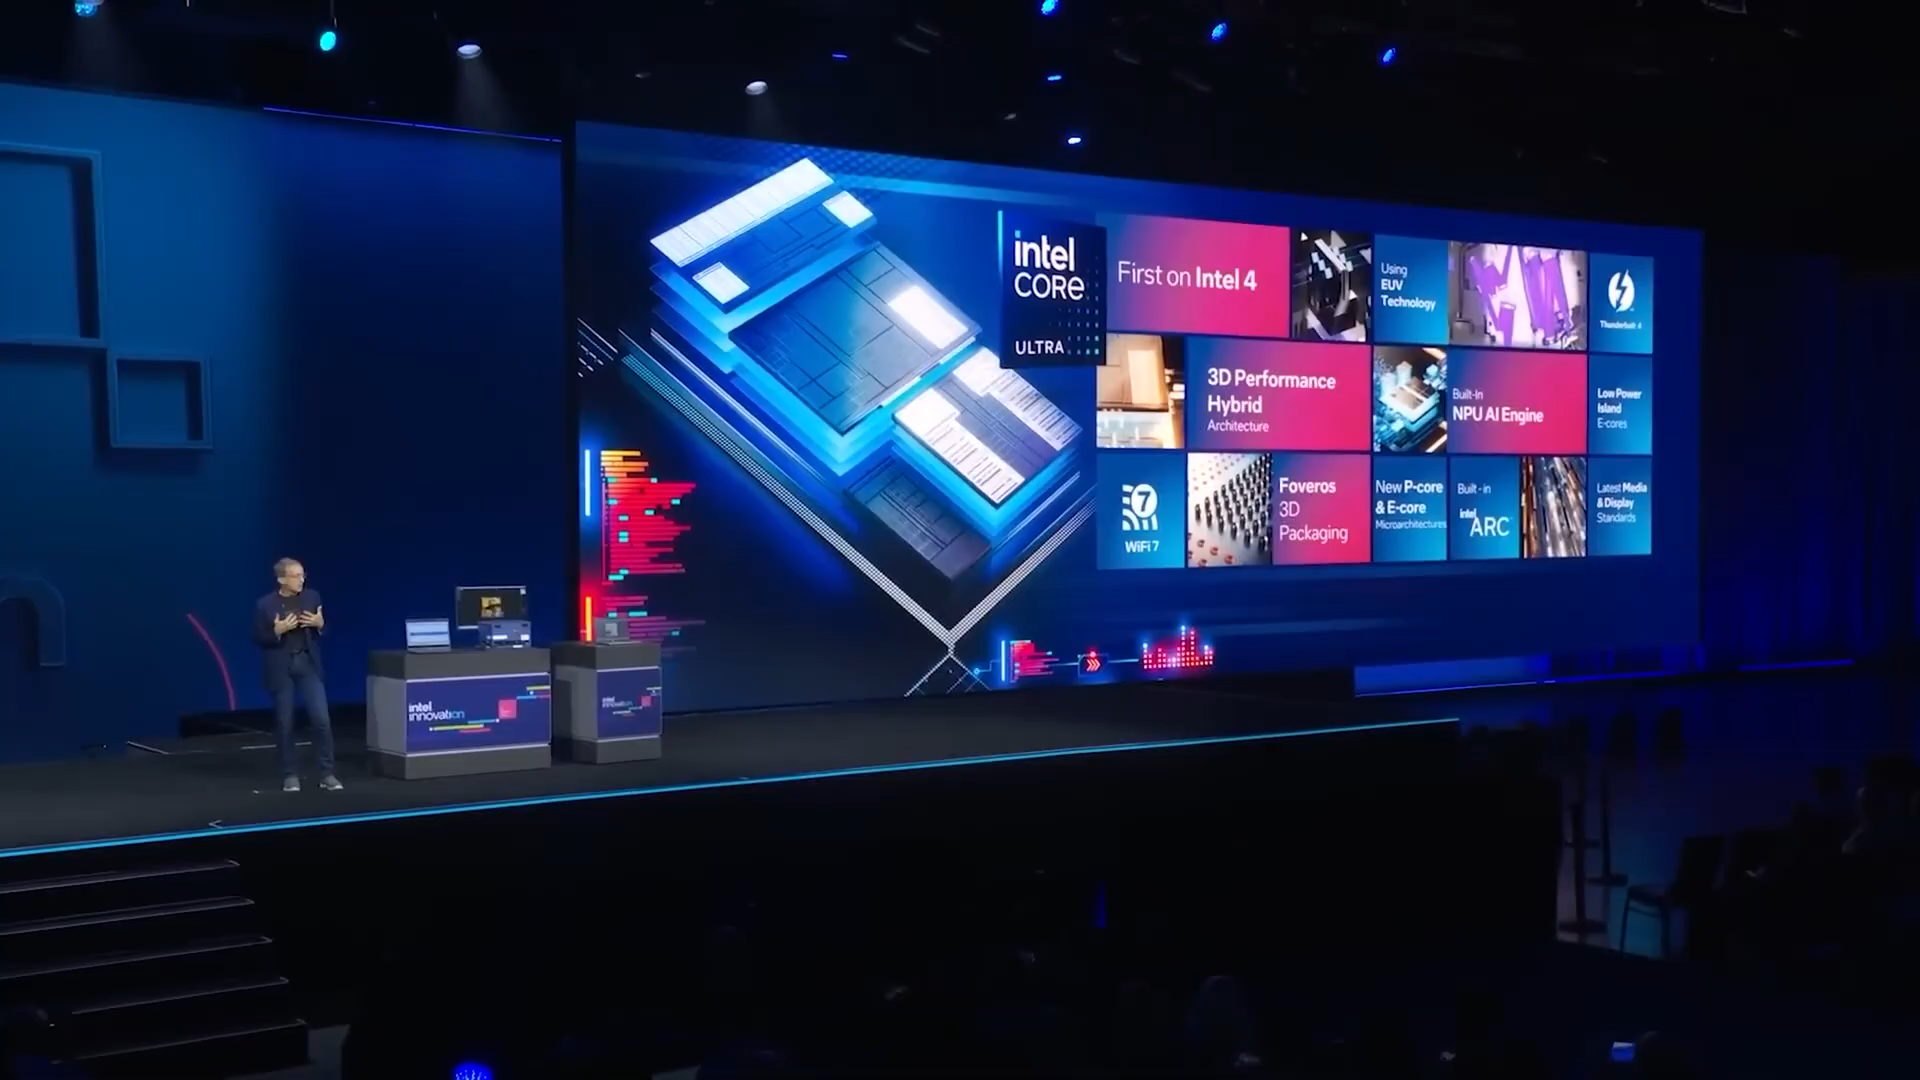 intel
CORE
ULTRA
First on Intel 4
Using
EUV
Technology
Thunderbolt 4
3D Performance
Hybrid
Architecture
Built-In
NPU AI Engine
Low Power
Island
E-cores
7
WiFi 7
Foveros
3D
Packaging
New P-core
& E-core
Microarchitectures
Built-in
intel
ARC
Latest Media
& Display
Standards
intel
innovation
intel
innovation